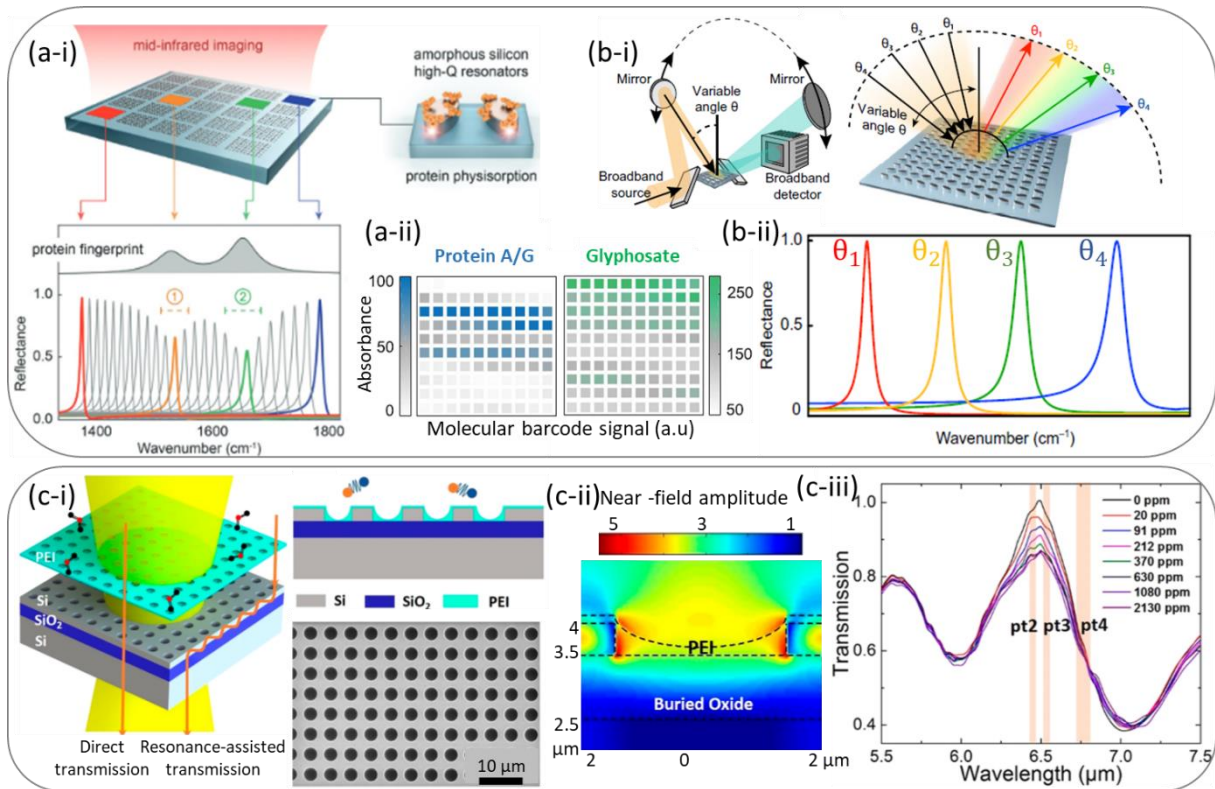 (a-i)
mid-infrared imaging
amorphous silicon
high-Q resonators
protein physisorption
protein fingerprint
1
2
Reflectance
1.0
0.5
0.0
1400
1600
1800
Wavenumber (cm⁻¹)
(a-ii)
Protein A/G
Glyphosate
Absorbance
100
50
0
250
150
50
Molecular barcode signal (a.u)
(b-i)
Mirror
Variable
angle θ
Mirror
Broadband
source
Broadband
detector
θ₄
θ₃
θ₂
θ₁
θ₁
θ₂
θ₃
θ₄
Variable
angle θ
(b-ii)
θ₁
θ₂
θ₃
θ₄
Reflectance
1.0
0.5
0
Wavenumber (cm⁻¹)
(c-i)
PEI
Si
SiO₂
Si
Direct
transmission
Resonance-assisted
transmission
Si
SiO₂
PEI
10 μm
(c-ii)
Near -field amplitude
5
3
1
4
3.5
2.5
μm
2
0
2 μm
PEI
Buried Oxide
(c-iii)
Transmission
1.0
0.8
0.6
0.4
0 ppm
20 ppm
91 ppm
212 ppm
370 ppm
630 ppm
1080 ppm
2130 ppm
pt2
pt3
pt4
5.5
6.0
6.5
7.0
7.5
Wavelength (μm)